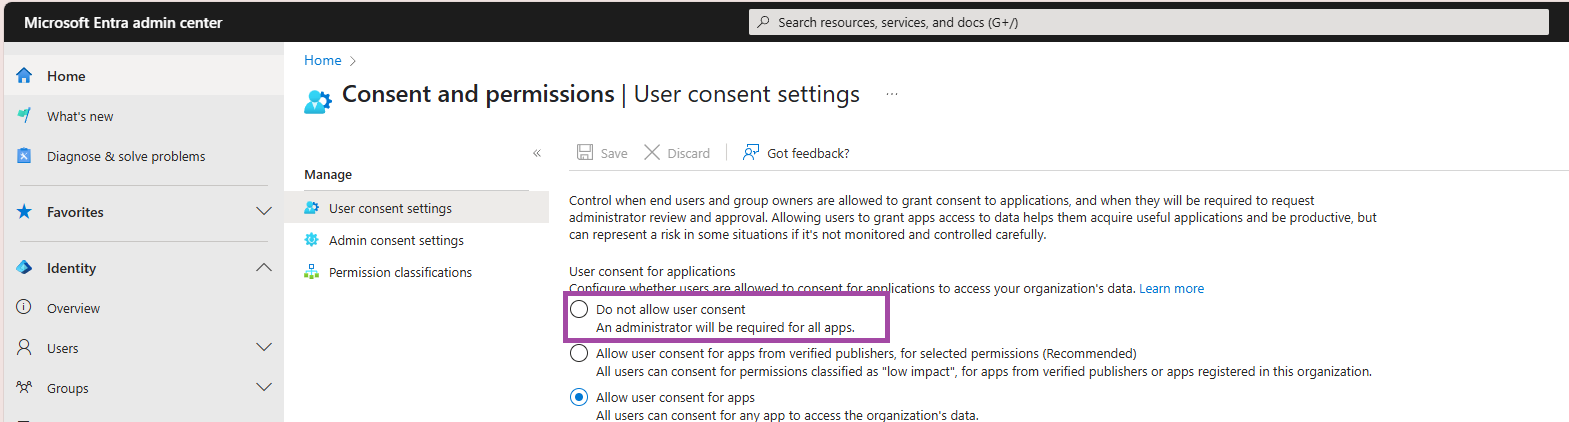 Microsoft Entra admin center
Search resources, services, and docs (G+/)
Home
What's new
Diagnose & solve problems
Favorites
Identity
Overview
Users
Groups
Home
Consent and permissions | User consent settings
Manage
User consent settings
Admin consent settings
Permission classifications
Save Discard Got feedback?
Control when end users and group owners are allowed to grant consent to applications, and when they will be required to request
administrator review and approval. Allowing users to grant apps access to data helps them acquire useful applications and be productive, but
can represent a risk in some situations if it's not monitored and controlled carefully.
User consent for applications
Configure whether users are allowed to consent for applications to access your organization's data. Learn more
Do not allow user consent
An administrator will be required for all apps.
Allow user consent for apps from verified publishers, for selected permissions (Recommended)
All users can consent for permissions classified as "low impact", for apps from verified publishers or apps registered in this organization.
Allow user consent for apps
All users can consent for any app to access the organization's data.